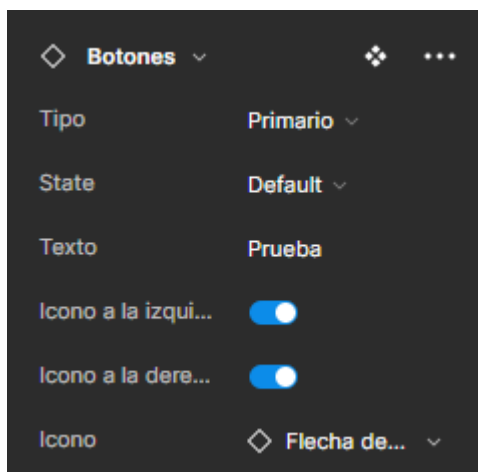 Botones
Tipo Primario
State Default
Texto Prueba
Icono a la izqui...
Icono a la dere...
Icono Flecha de...